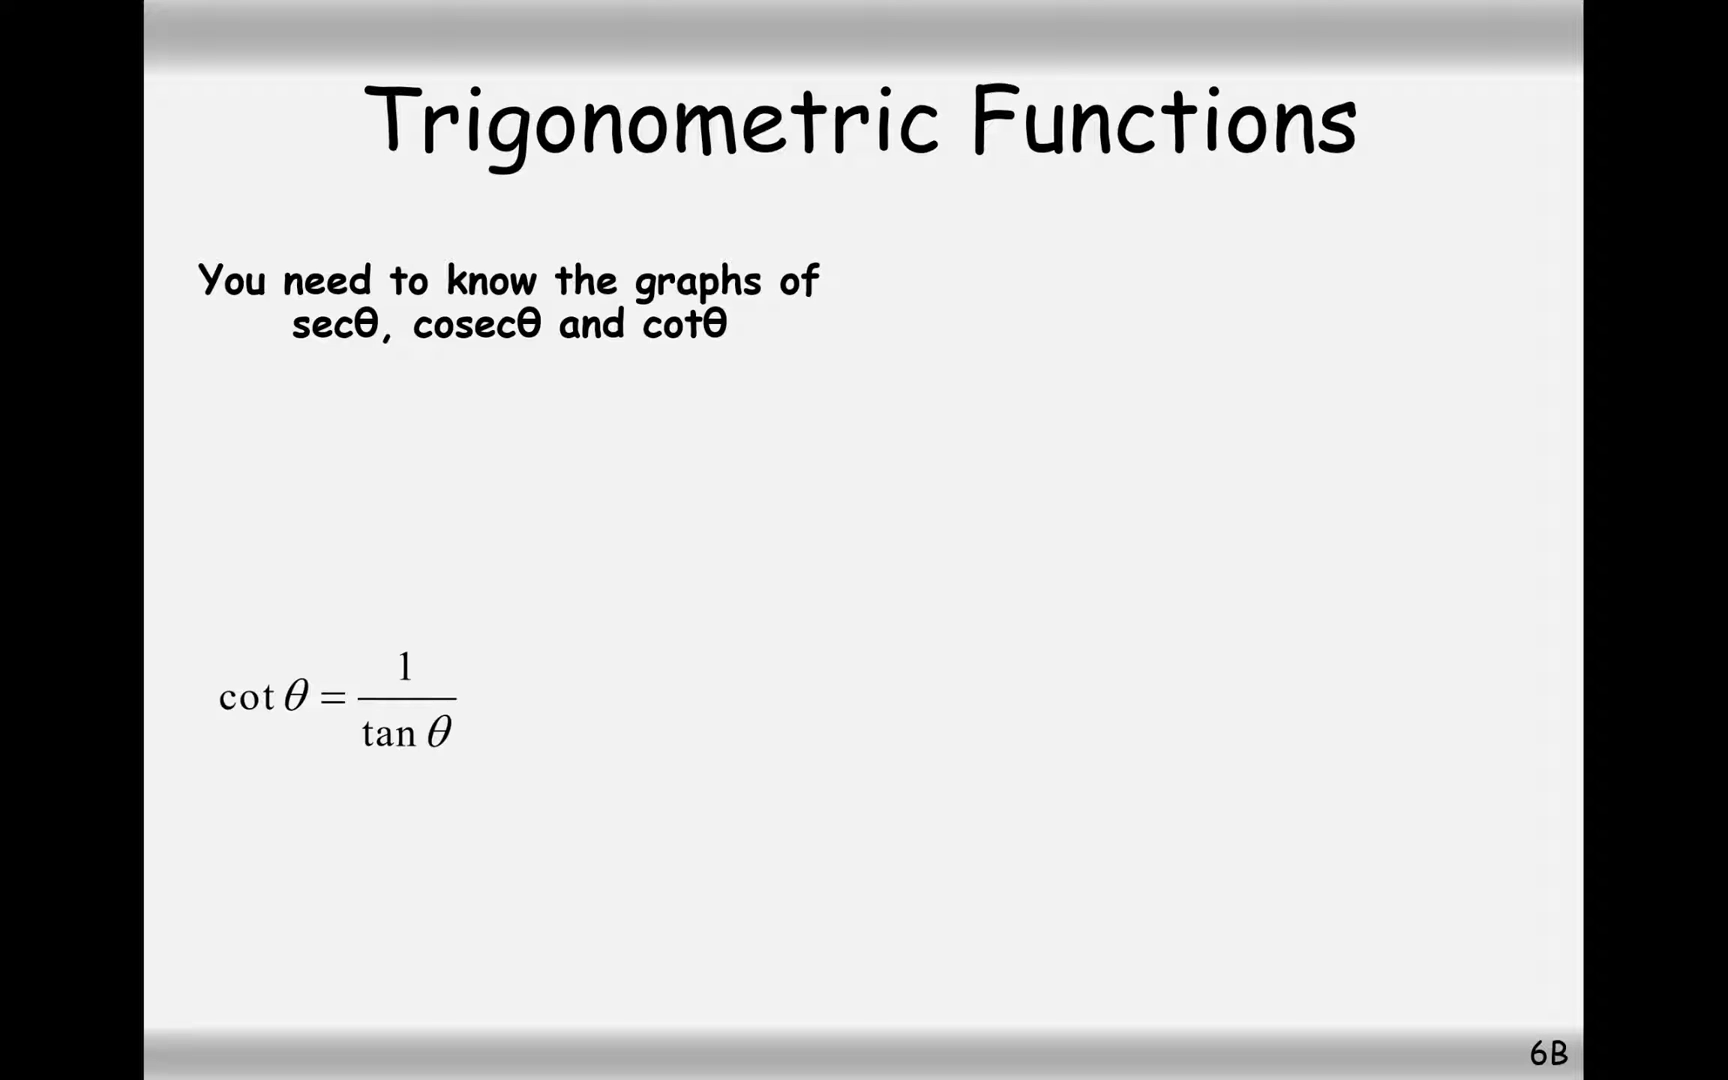 Trigonometric Functions
You need to know the graphs of
secθ, cosecθ and cotθ
cot θ = 1 / tan θ
6B